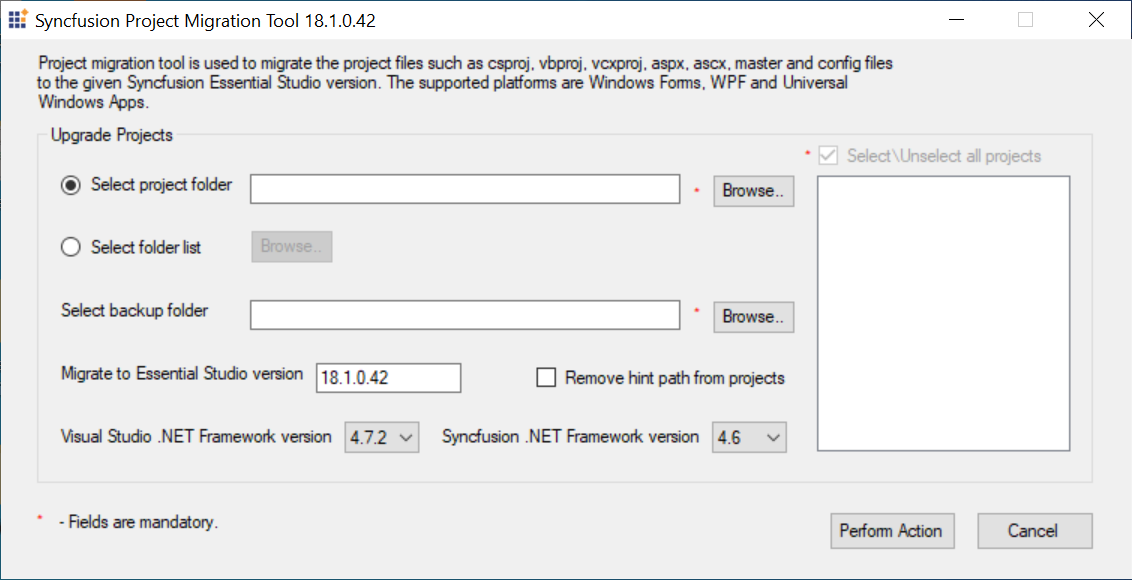 Syncfusion Project Migration Tool 18.1.0.42
Project migration tool is used to migrate the project files such as csproj, vbproj, vcxproj, aspx, ascx, master and config files
to the given Syncfusion Essential Studio version. The supported platforms are Windows Forms, WPF and Universal
Windows Apps.
Upgrade Projects
* Select\Unselect all projects
Select project folder * Browse..
Select folder list Browse..
Select backup folder * Browse..
Migrate to Essential Studio version 18.1.0.42 Remove hint path from projects
Visual Studio .NET Framework version 4.7.2 Syncfusion .NET Framework version 4.6
* - Fields are mandatory.
Perform Action Cancel